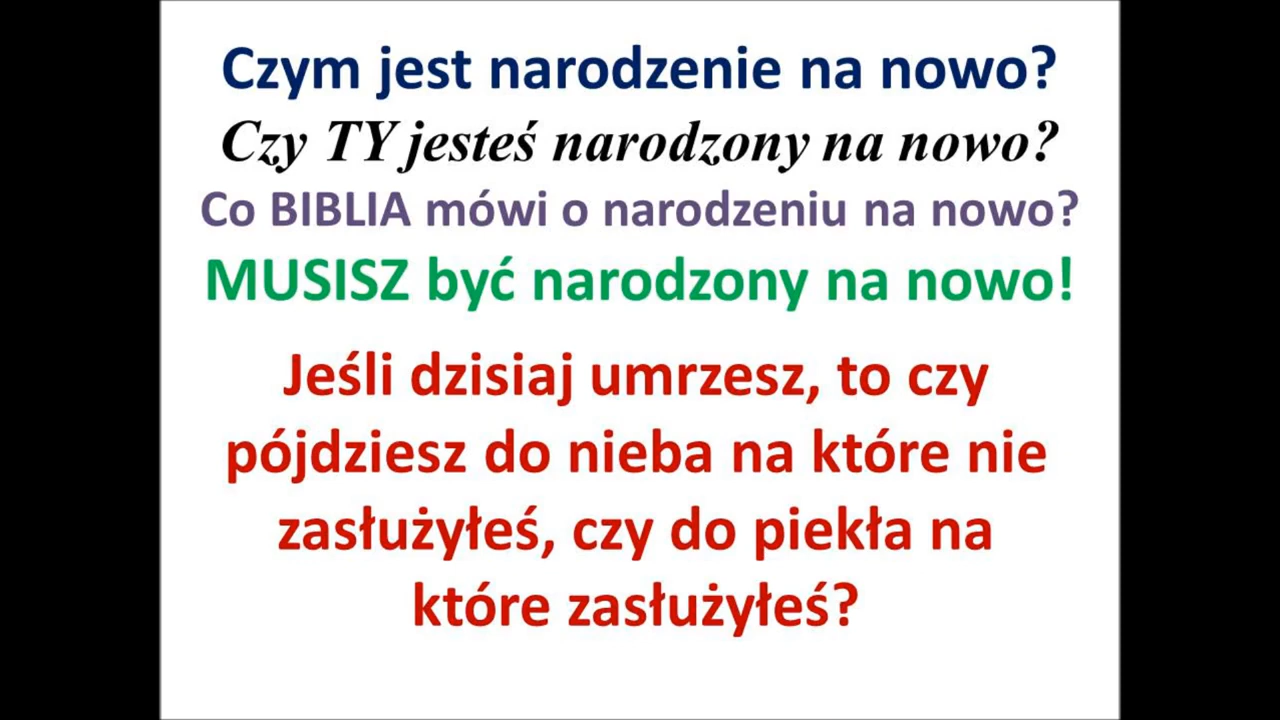 Czym jest narodzenie na nowo?
Czy TY jesteś narodzony na nowo?
Co BIBLIA mówi o narodzeniu na nowo?
MUSISZ być narodzony na nowo!
Jeśli dzisiaj umrzesz, to czy
pójdziesz do nieba na które nie
zasłużyłeś, czy do piekła na
które zasłużyłeś?